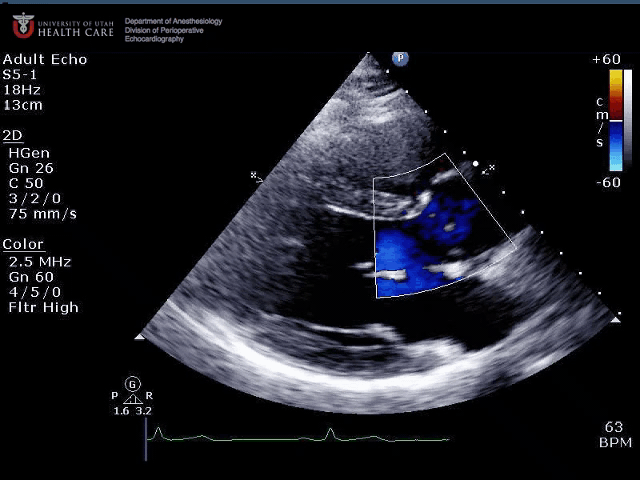 UNIVERSITY OF UTAH
HEALTH CARE
Department of Anesthesiology
Division of Perioperative
Echocardiography
Adult Echo
S5-1
18Hz
13cm
2D
HGen
Gn 26
C 50
3/2/0
75 mm/s
Color
2.5 MHz
Gn 60
4/5/0
Fltr High
P
+60
cm/s
-60
x
x
G
P R
1.6 3.2
63
BPM